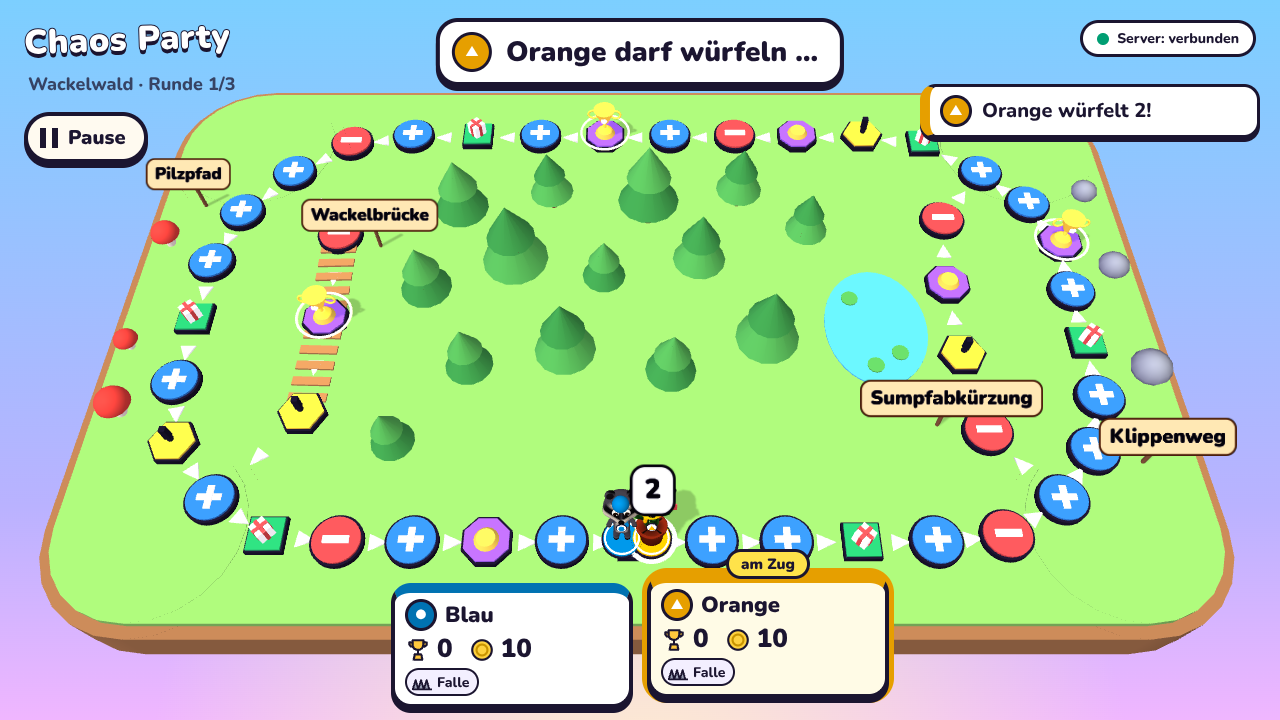 Chaos Party
Wackelwald · Runde 1/3
Pause
Orange darf würfeln ...
Server: verbunden
Orange würfelt 2!
Pilzpfad
Wackelbrücke
Sumpfabkürzung
Klippenweg
2
am Zug
Blau
0 10
Falle
Orange
0 10
Falle